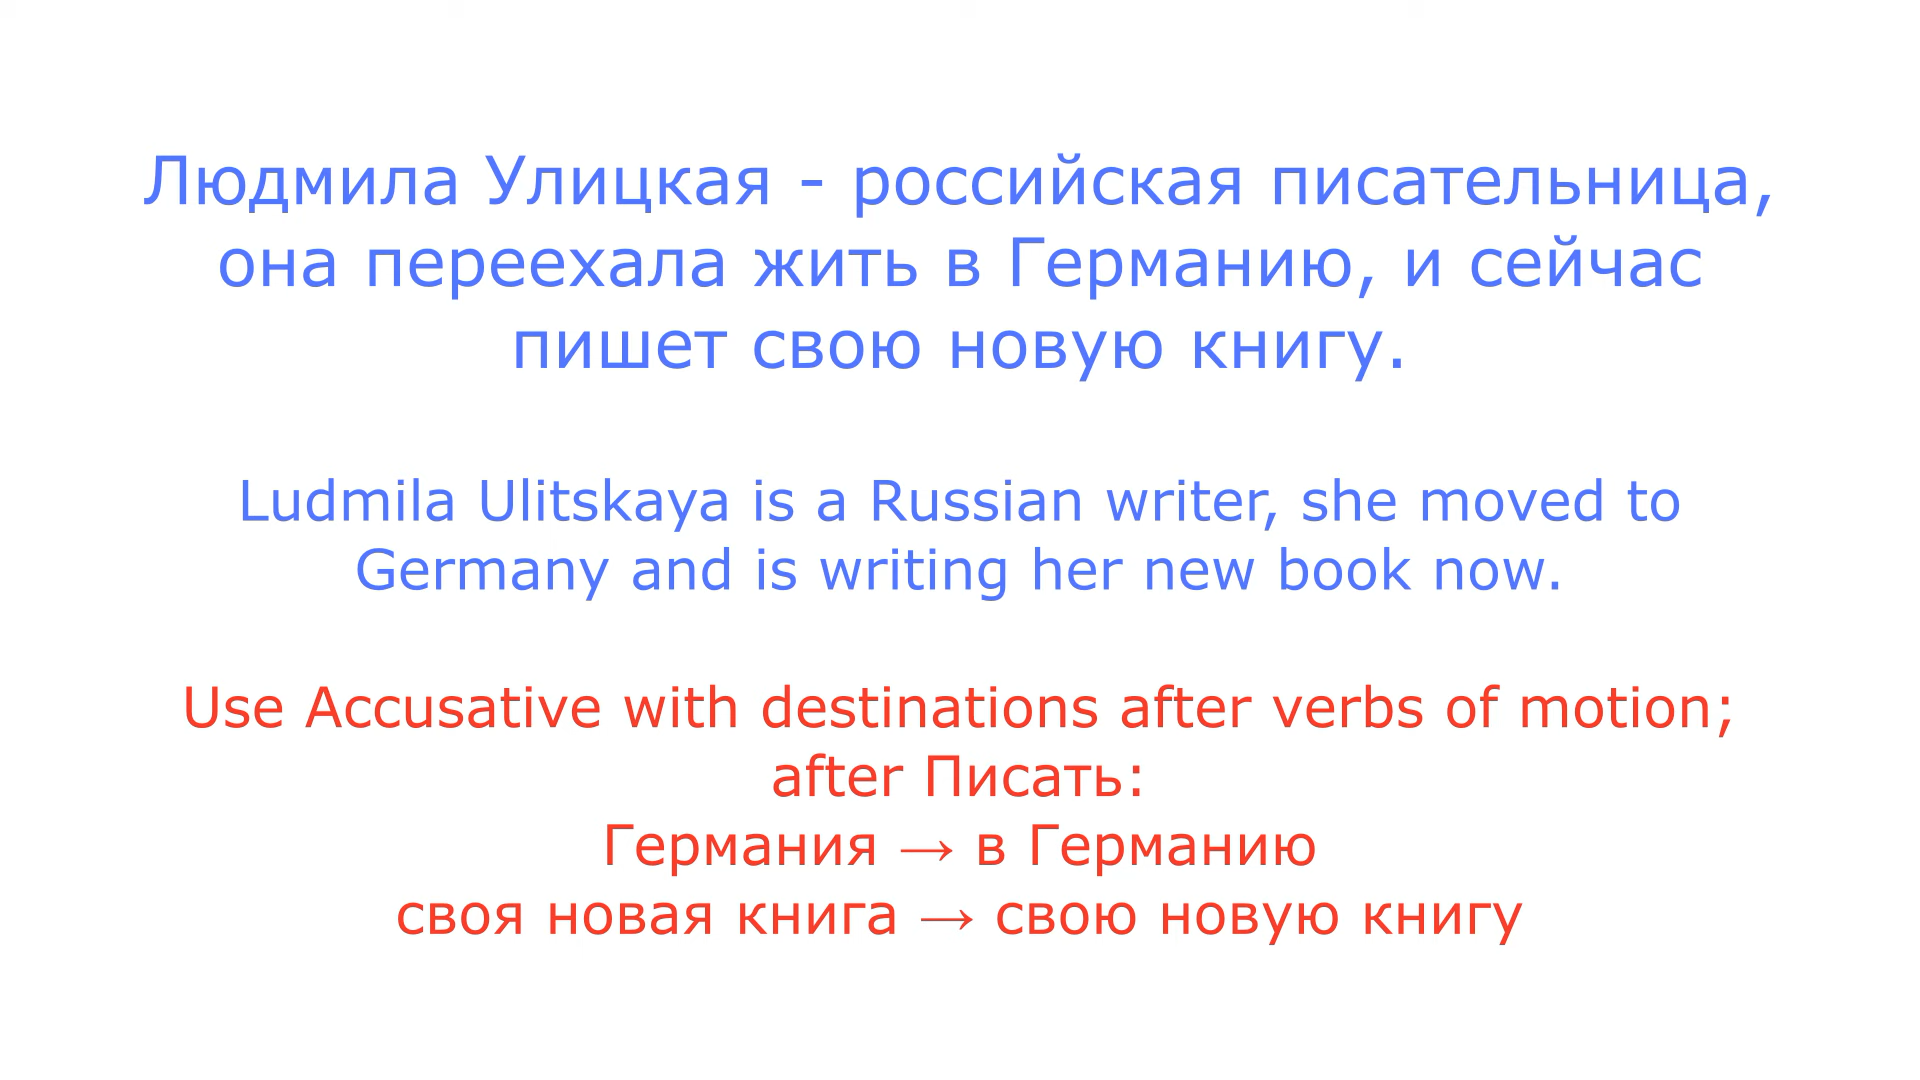 Людмила Улицкая - российская писательница,
она переехала жить в Германию, и сейчас
пишет свою новую книгу.
Ludmila Ulitskaya is a Russian writer, she moved to
Germany and is writing her new book now.
Use Accusative with destinations after verbs of motion;
after Писать:
Германия → в Германию
своя новая книга → свою новую книгу